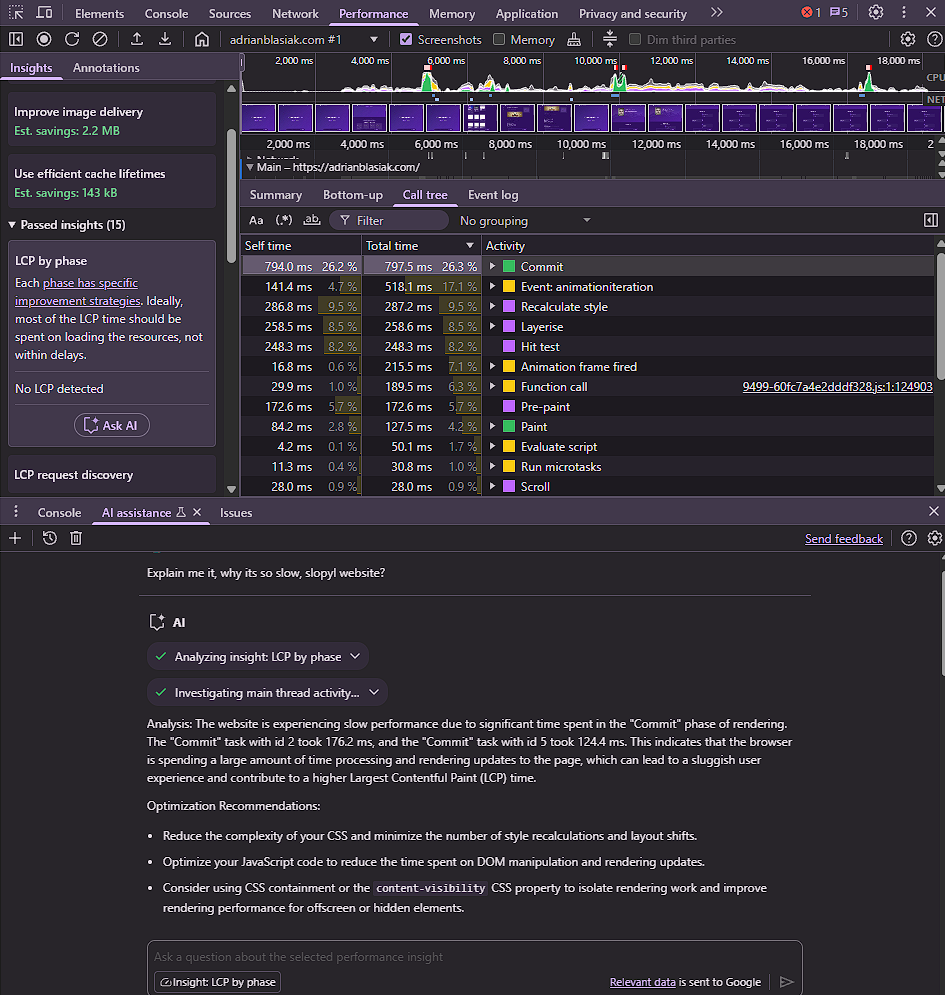 Elements Console Sources Network Performance Memory Application Privacy and security 1 5
adrianblasiak.com #1 Screenshots Memory Dim third parties
Insights Annotations
2,000 ms 4,000 ms 6,000 ms 8,000 ms 10,000 ms 12,000 ms 14,000 ms 16,000 ms 18,000 ms
CPU
NET
2,000 ms 4,000 ms 6,000 ms 8,000 ms 10,000 ms 12,000 ms 14,000 ms 16,000 ms 18,000 ms 2
Network
Main – https://adrianblasiak.com/
Improve image delivery
Est. savings: 2.2 MB
Use efficient cache lifetimes
Est. savings: 143 kB
Passed insights (15)
LCP by phase
Each phase has specific
improvement strategies. Ideally,
most of the LCP time should be
spent on loading the resources, not
within delays.
No LCP detected
Ask AI
LCP request discovery
Summary Bottom-up Call tree Event log
Aa (.*) ab Filter No grouping
Self time Total time Activity
794.0 ms 26.2 % 797.5 ms 26.3 % Commit
141.4 ms 4.7 % 518.1 ms 17.1 % Event: animationiteration
286.8 ms 9.5 % 287.2 ms 9.5 % Recalculate style
258.5 ms 8.5 % 258.6 ms 8.5 % Layerise
248.3 ms 8.2 % 248.3 ms 8.2 % Hit test
16.8 ms 0.6 % 215.5 ms 7.1 % Animation frame fired
29.9 ms 1.0 % 189.5 ms 6.3 % Function call 9499-60fc7a4e2dddf328.js:1:124903
172.6 ms 5.7 % 172.6 ms 5.7 % Pre-paint
84.2 ms 2.8 % 127.5 ms 4.2 % Paint
4.2 ms 0.1 % 50.1 ms 1.7 % Evaluate script
11.3 ms 0.4 % 30.8 ms 1.0 % Run microtasks
28.0 ms 0.9 % 28.0 ms 0.9 % Scroll
Console AI assistance Issues
Send feedback
Explain me it, why its so slow, slopyl website?
AI
Analyzing insight: LCP by phase
Investigating main thread activity...
Analysis: The website is experiencing slow performance due to significant time spent in the "Commit" phase of rendering.
The "Commit" task with id 2 took 176.2 ms, and the "Commit" task with id 5 took 124.4 ms. This indicates that the browser
is spending a large amount of time processing and rendering updates to the page, which can lead to a sluggish user
experience and contribute to a higher Largest Contentful Paint (LCP) time.
Optimization Recommendations:
• Reduce the complexity of your CSS and minimize the number of style recalculations and layout shifts.
• Optimize your JavaScript code to reduce the time spent on DOM manipulation and rendering updates.
• Consider using CSS containment or the content-visibility CSS property to isolate rendering work and improve
rendering performance for offscreen or hidden elements.
Ask a question about the selected performance insight
Insight: LCP by phase Relevant data is sent to Google